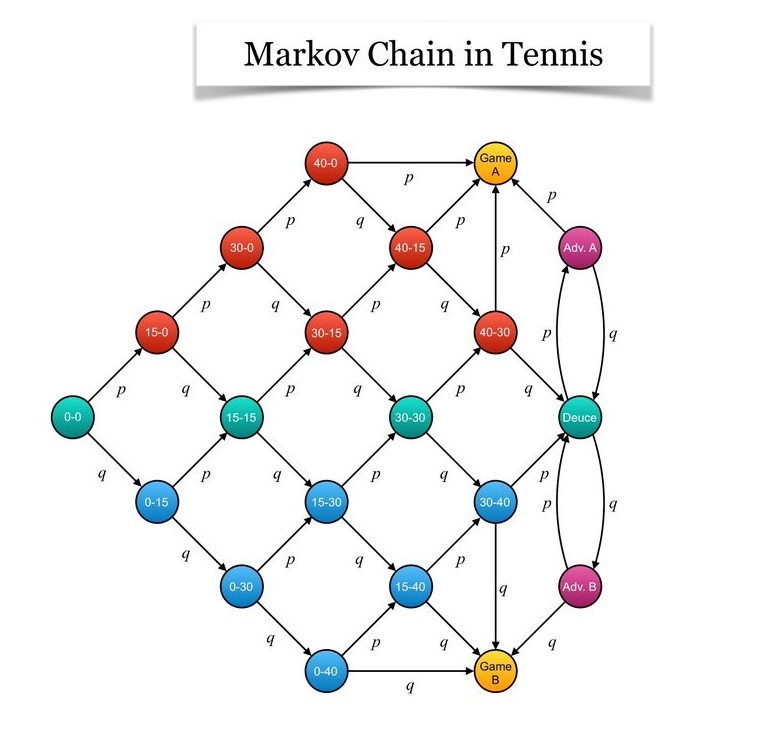 Markov Chain in Tennis
40-0
Game
A
p
p
p
q
p
30-0
40-15
p
Adv. A
p
q
p
q
15-0
30-15
40-30
p
q
p
q
p
q
q
0-0
15-15
30-30
Deuce
q
p
q
p
q
p
0-15
15-30
30-40
p
q
q
p
q
p
q
0-30
15-40
Adv. B
q
p
q
q
0-40
Game
B
q